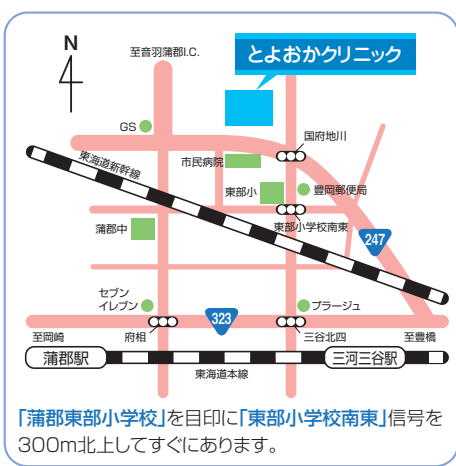 N
至音羽蒲郡I.C.
とよおかクリニック
GS
国府地川
東海道新幹線
市民病院
東部小
豊岡郵便局
蒲郡中
東部小学校南東
247
セブン
イレブン
プラージュ
323
至岡崎
府相
三谷北四
至豊橋
蒲郡駅
三河三谷駅
東海道本線
「蒲郡東部小学校」を目印に「東部小学校南東」信号を
300m北上してすぐにあります。